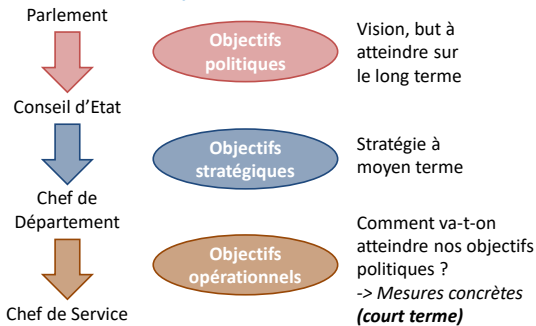 Parlement
Objectifs
politiques
Vision, but à
atteindre sur
le long terme
Conseil d'Etat
Objectifs
stratégiques
Stratégie à
moyen terme
Chef de
Département
Objectifs
opérationnels
Comment va-t-on
atteindre nos objectifs
politiques ?
-> Mesures concrètes
(court terme)
Chef de Service